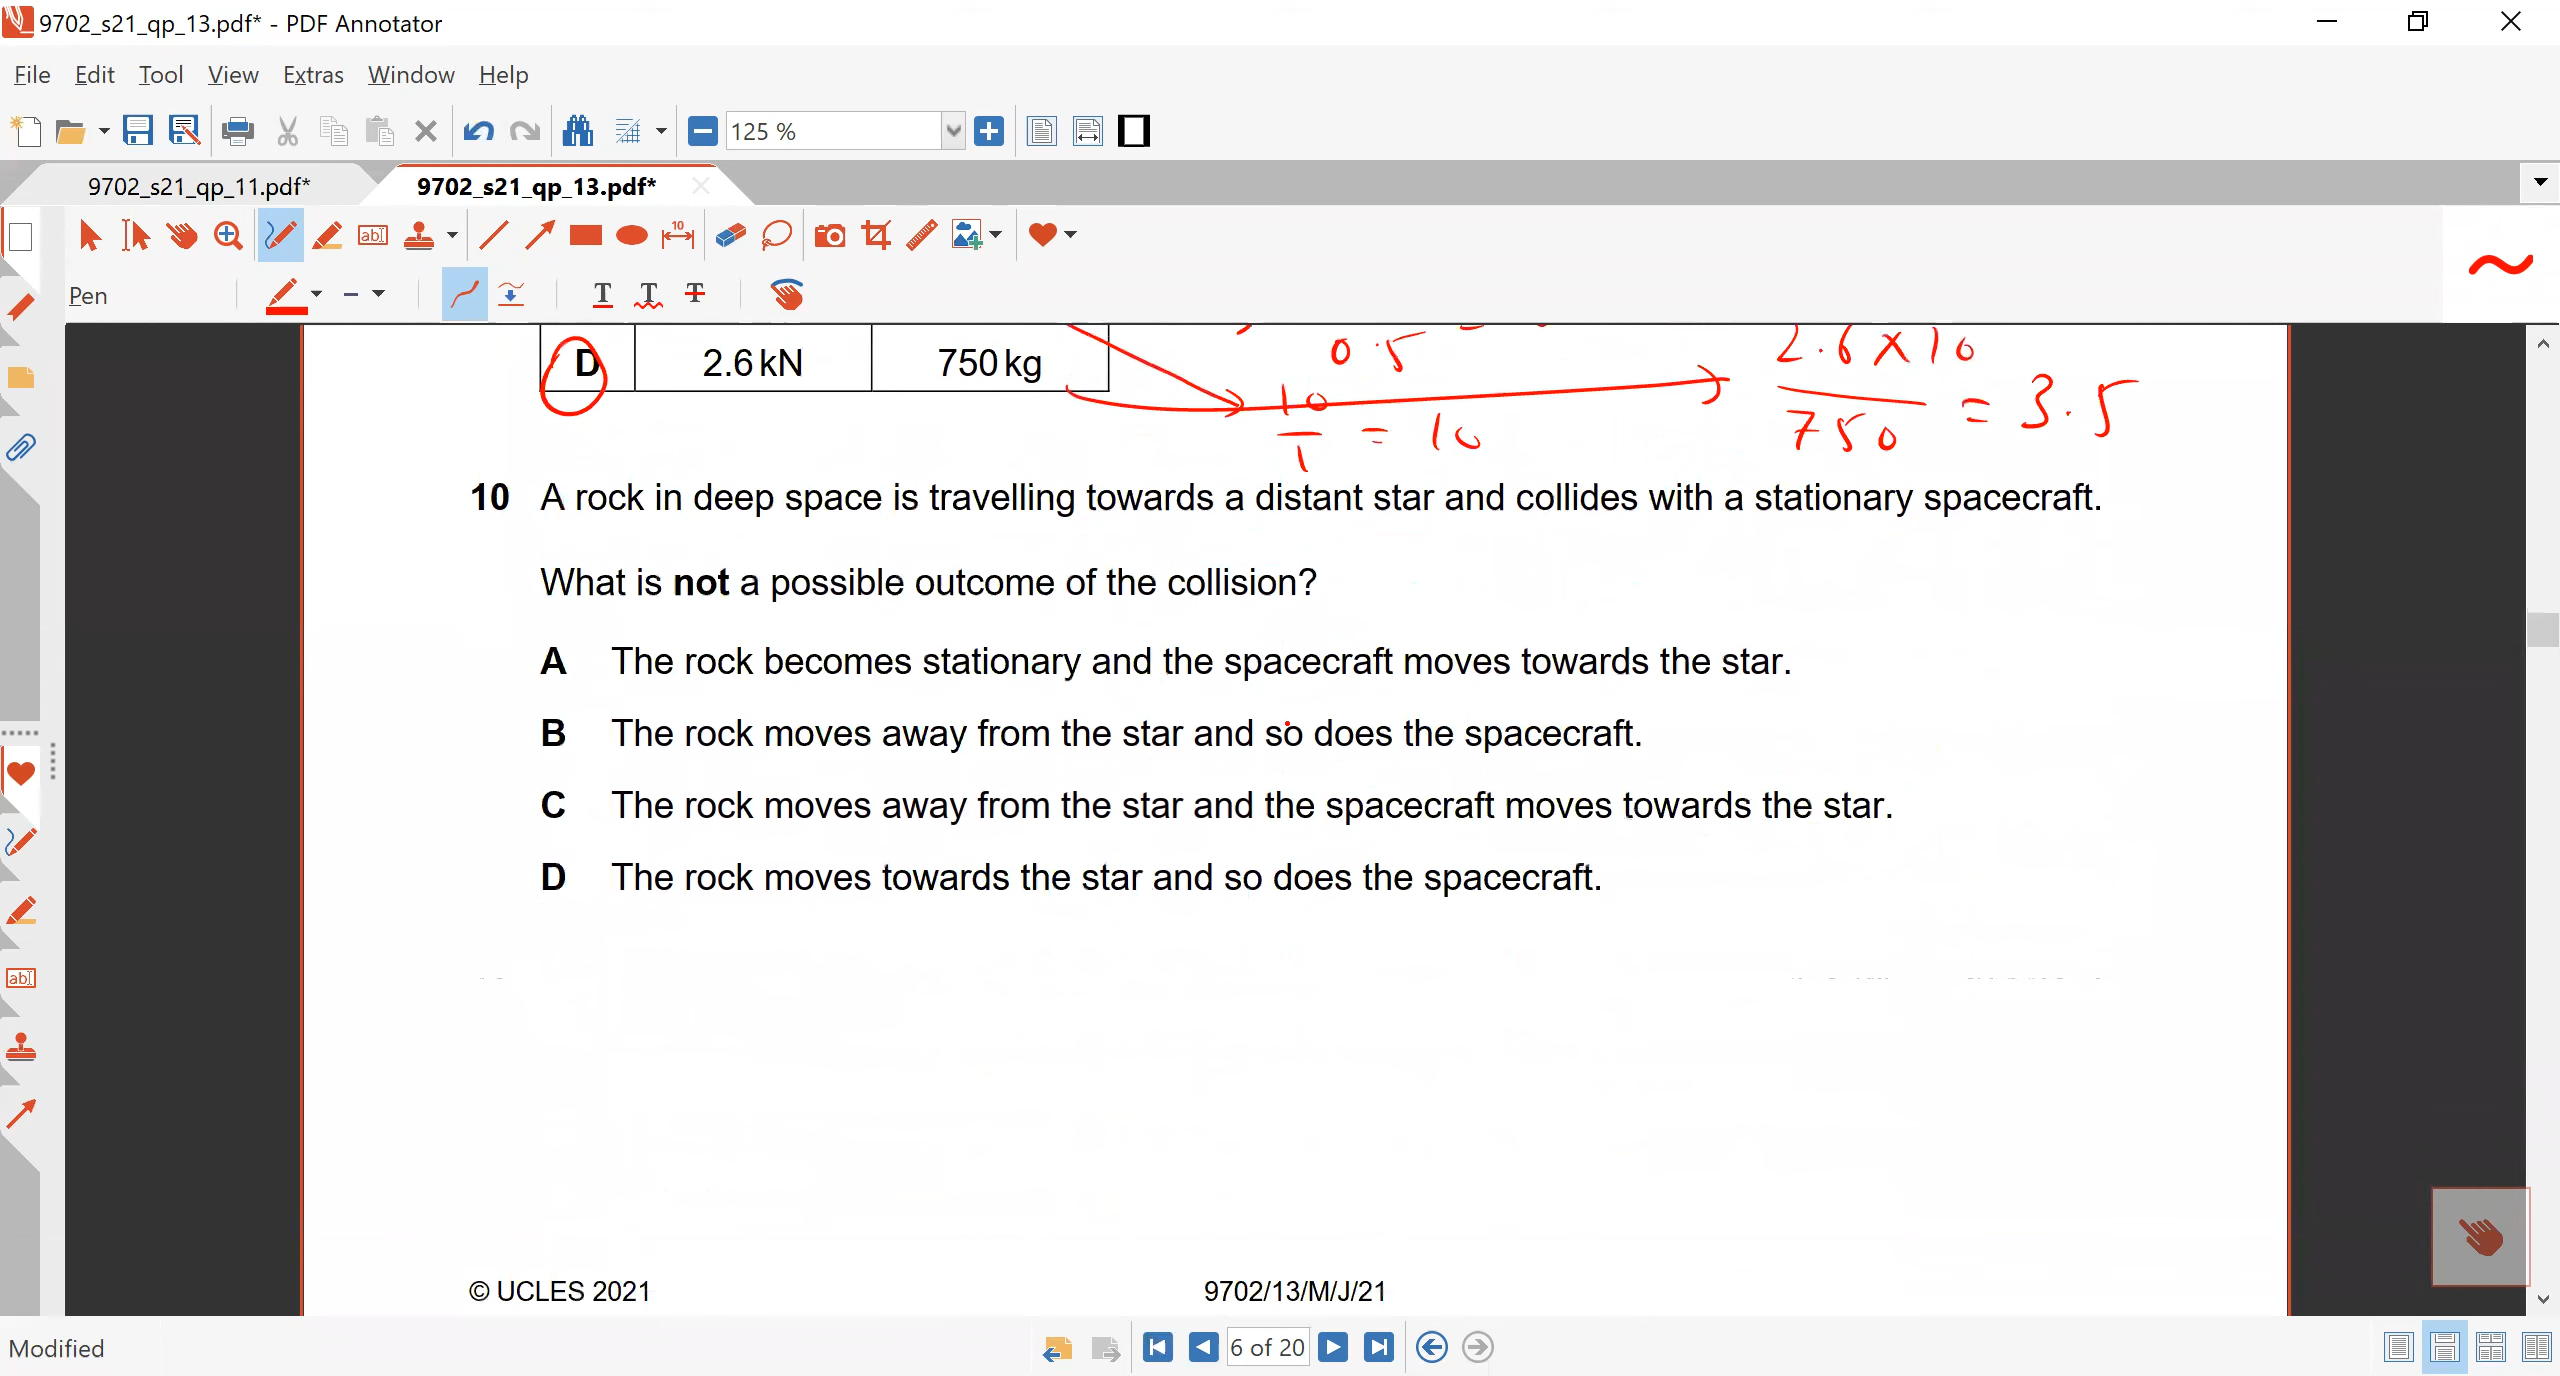 9702_s21_qp_13.pdf* - PDF Annotator
File Edit Tool View Extras Window Help
125 %
9702_s21_qp_11.pdf* 9702_s21_qp_13.pdf*
ab 10
Pen T T T
D 2.6 kN 750 kg
0.5
2.6 x 10
10
1
= 10
750
= 3.5
10 A rock in deep space is travelling towards a distant star and collides with a stationary spacecraft.
What is not a possible outcome of the collision?
A The rock becomes stationary and the spacecraft moves towards the star.
B The rock moves away from the star and so does the spacecraft.
C The rock moves away from the star and the spacecraft moves towards the star.
D The rock moves towards the star and so does the spacecraft.
ab
© UCLES 2021 9702/13/M/J/21
Modified 6 of 20